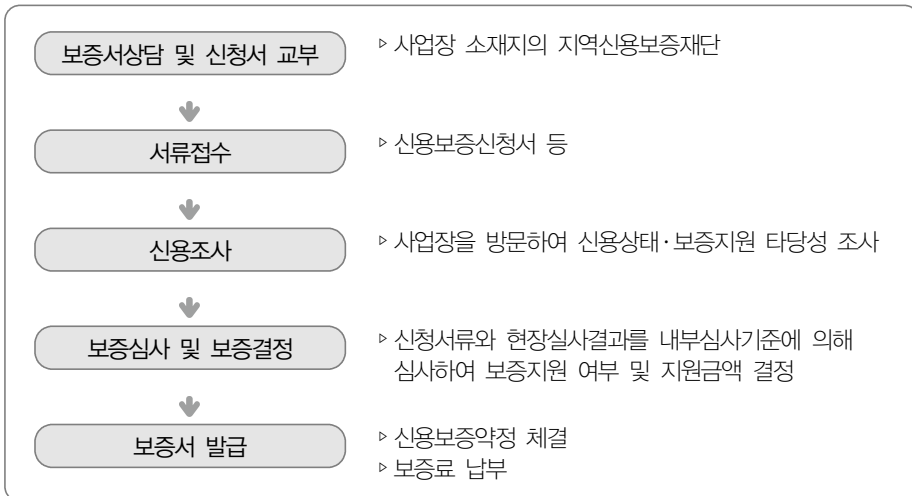 보증서상담 및 신청서 교부
▹ 사업장 소재지의 지역신용보증재단
서류접수
▹ 신용보증신청서 등
신용조사
▹ 사업장을 방문하여 신용상태·보증지원 타당성 조사
보증심사 및 보증결정
▹ 신청서류와 현장실사결과를 내부심사기준에 의해
심사하여 보증지원 여부 및 지원금액 결정
보증서 발급
▹ 신용보증약정 체결
▹ 보증료 납부